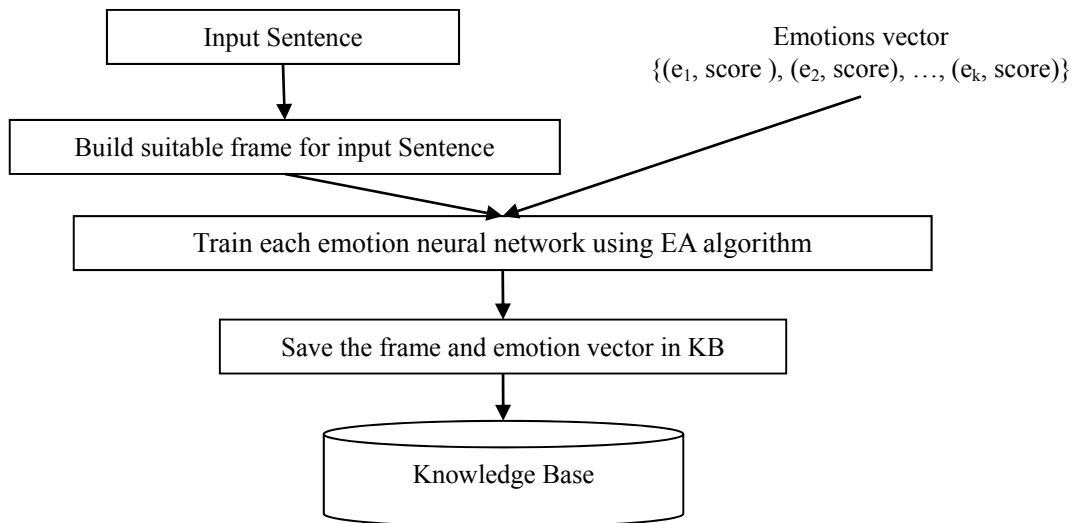 Input Sentence
Emotions vector
{(e₁, score ), (e₂, score), …, (eₖ, score)}
Build suitable frame for input Sentence
Train each emotion neural network using EA algorithm
Save the frame and emotion vector in KB
Knowledge Base